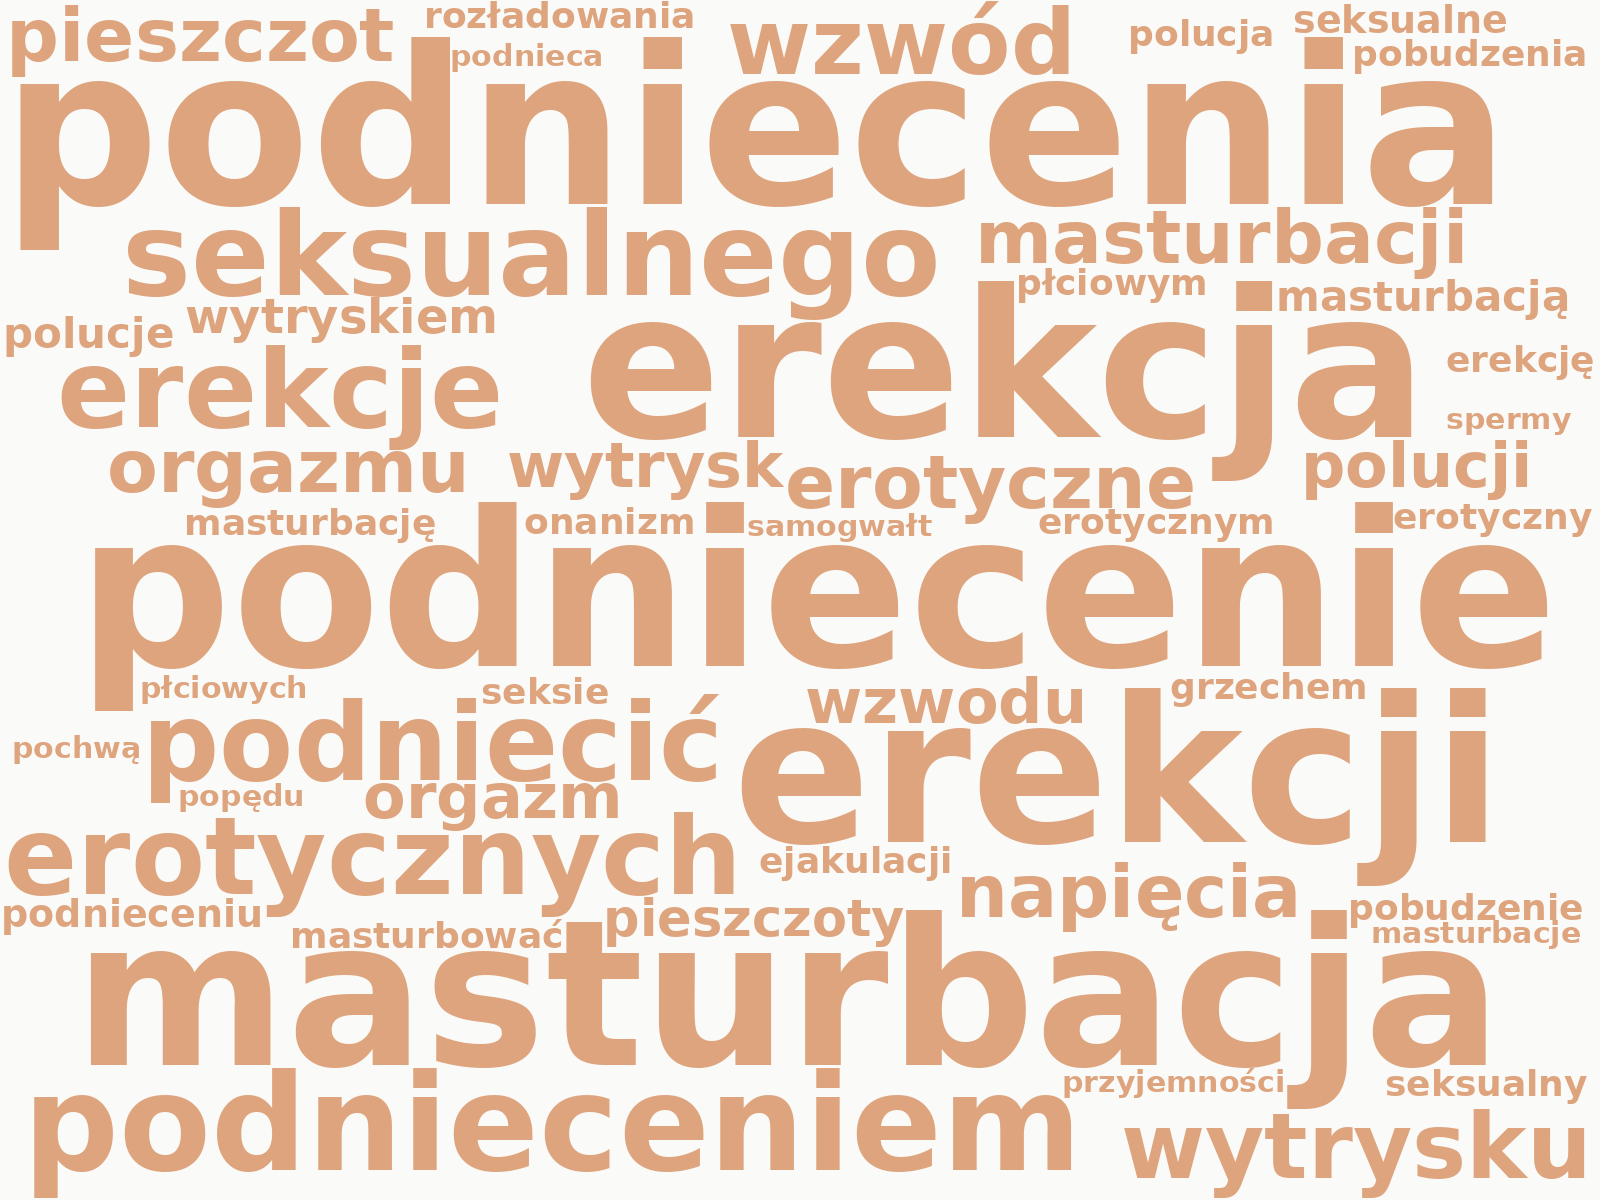 pieszczot rozładowania wzwód polucja seksualne
podnieca pobudzenia
podniecenia
seksualnego masturbacji
płciowym masturbacją
polucje wytryskiem
erekcje erekcja erekcję
spermy
orgazmu wytrysk erotyczne polucji
masturbację onanizm samogwałt erotycznym erotyczny
podniecenie
płciowych seksie wzwodu grzechem
pochwą podniecić erekcji
popędu orgazm
erotycznych ejakulacji napięcia
podnieceniu masturbować pieszczoty pobudzenie
masturbacje
masturbacja
podnieceniem przyjemności seksualny
wytrysku